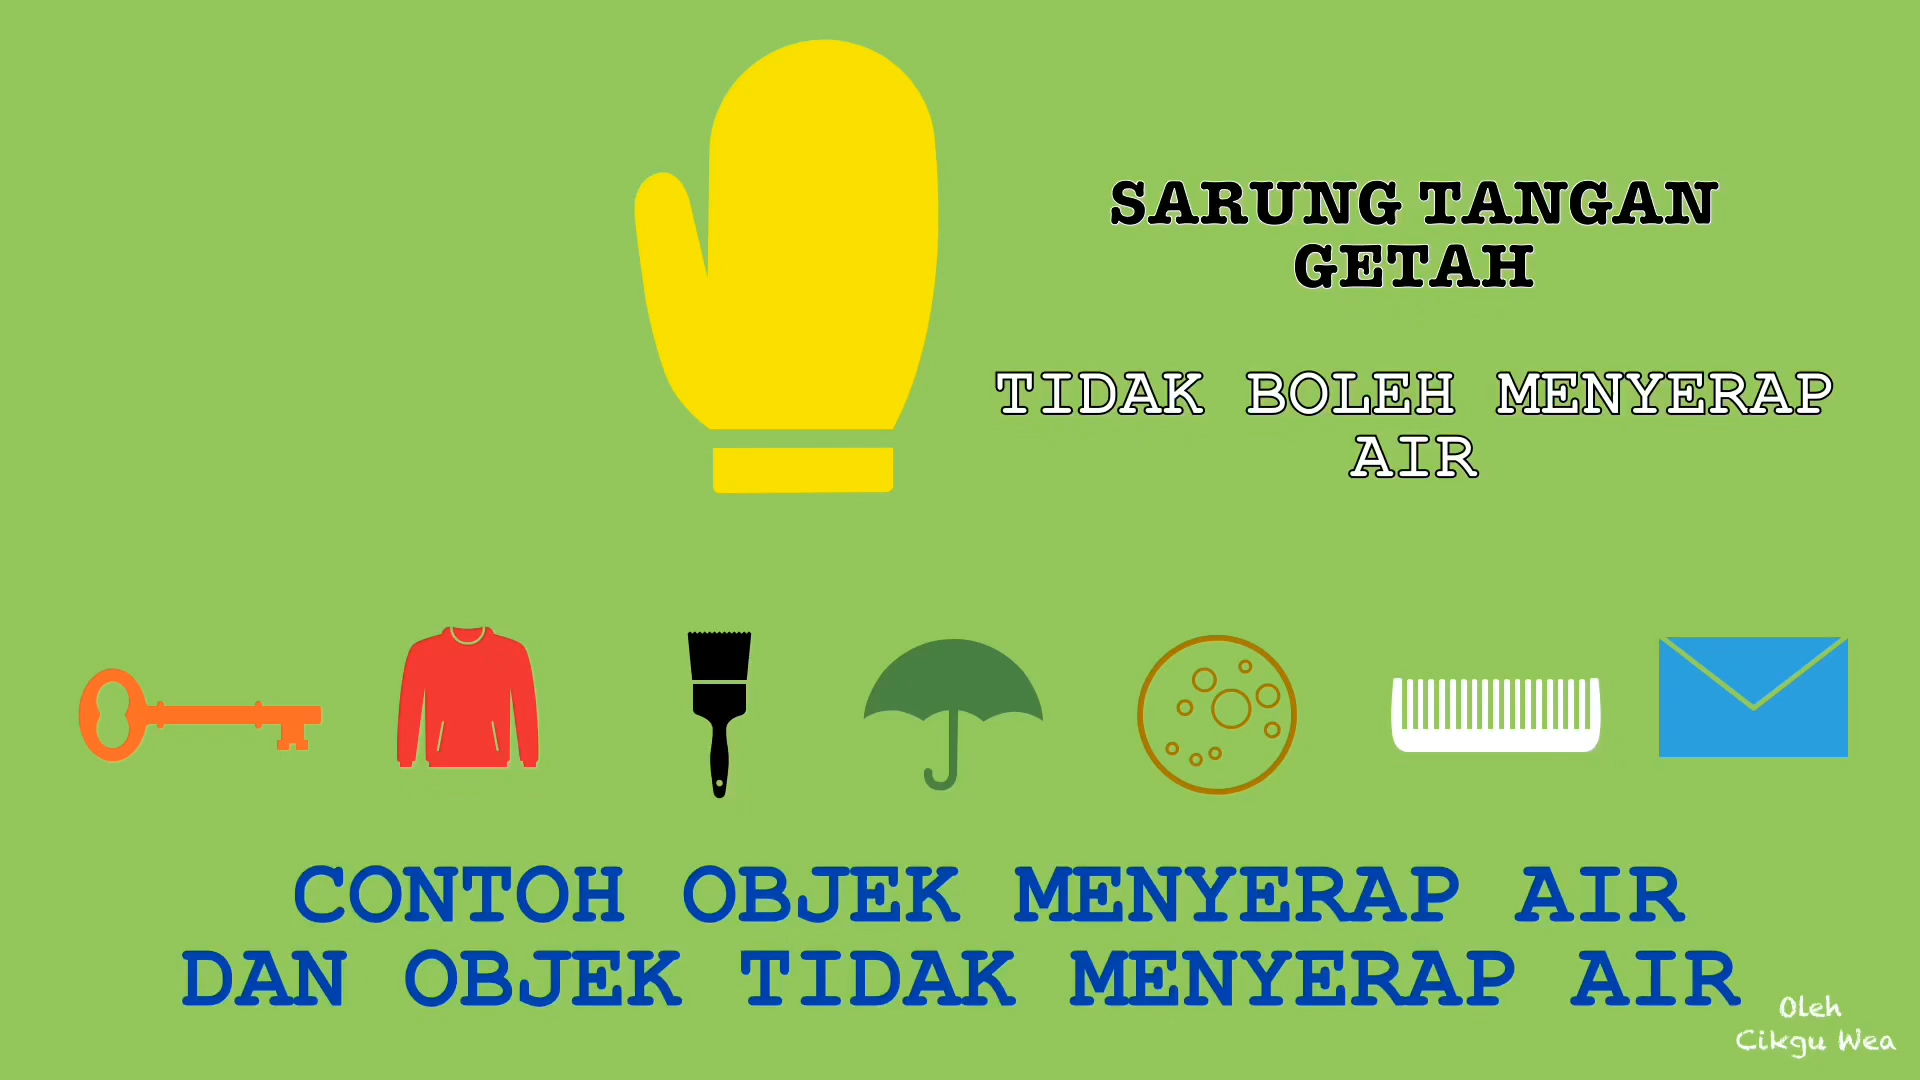 SARUNG TANGAN
GETAH
TIDAK BOLEH MENYERAP
AIR
CONTOH OBJEK MENYERAP AIR
DAN OBJEK TIDAK MENYERAP AIR
Oleh
Cikgu Wea